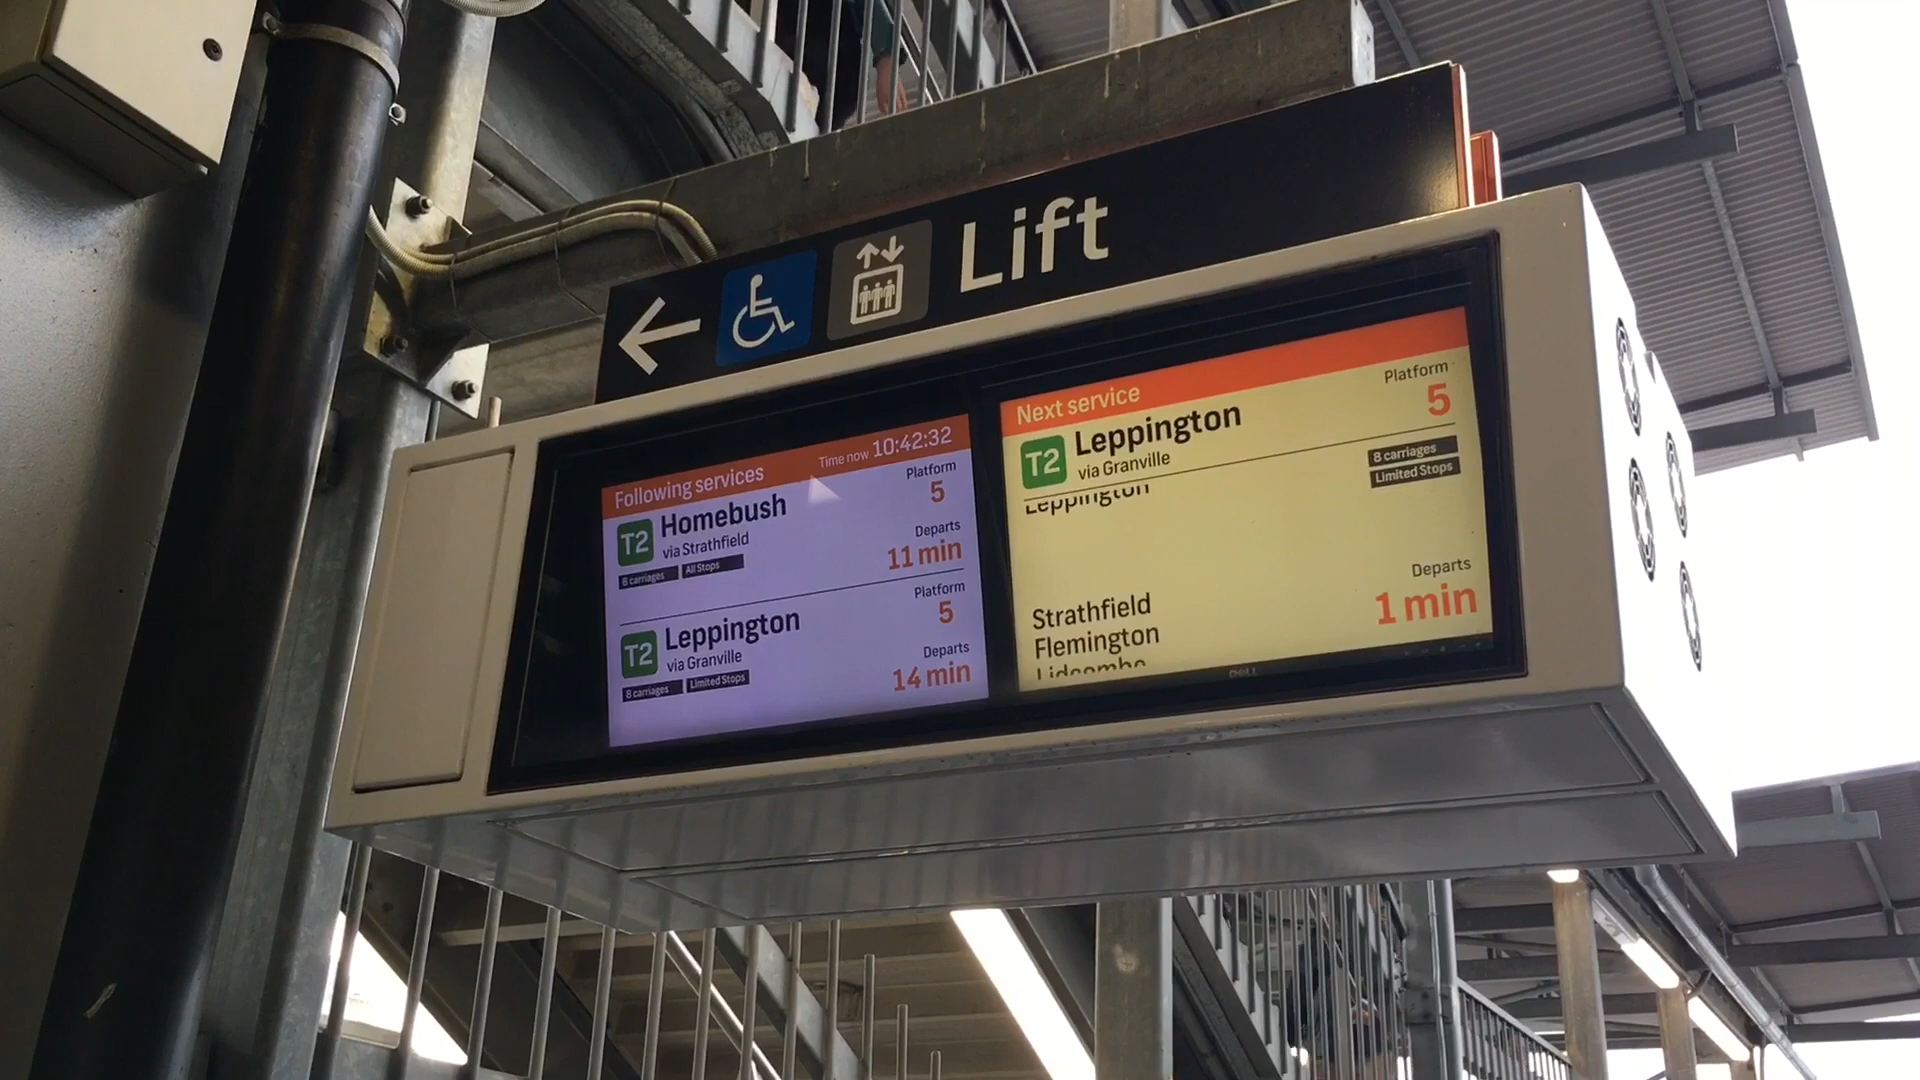 Lift
Following services
Time now 10:42:32
T2
Homebush
via Strathfield
8 carriages
All Stops
Platform
5
Departs
11 min
T2
Leppington
via Granville
8 carriages
Limited Stops
Platform
5
Departs
14 min
Next service
T2
Leppington
via Granville
Platform
5
8 carriages
Limited Stops
Leppington
Strathfield
Flemington
Lidcombe
Departs
1 min